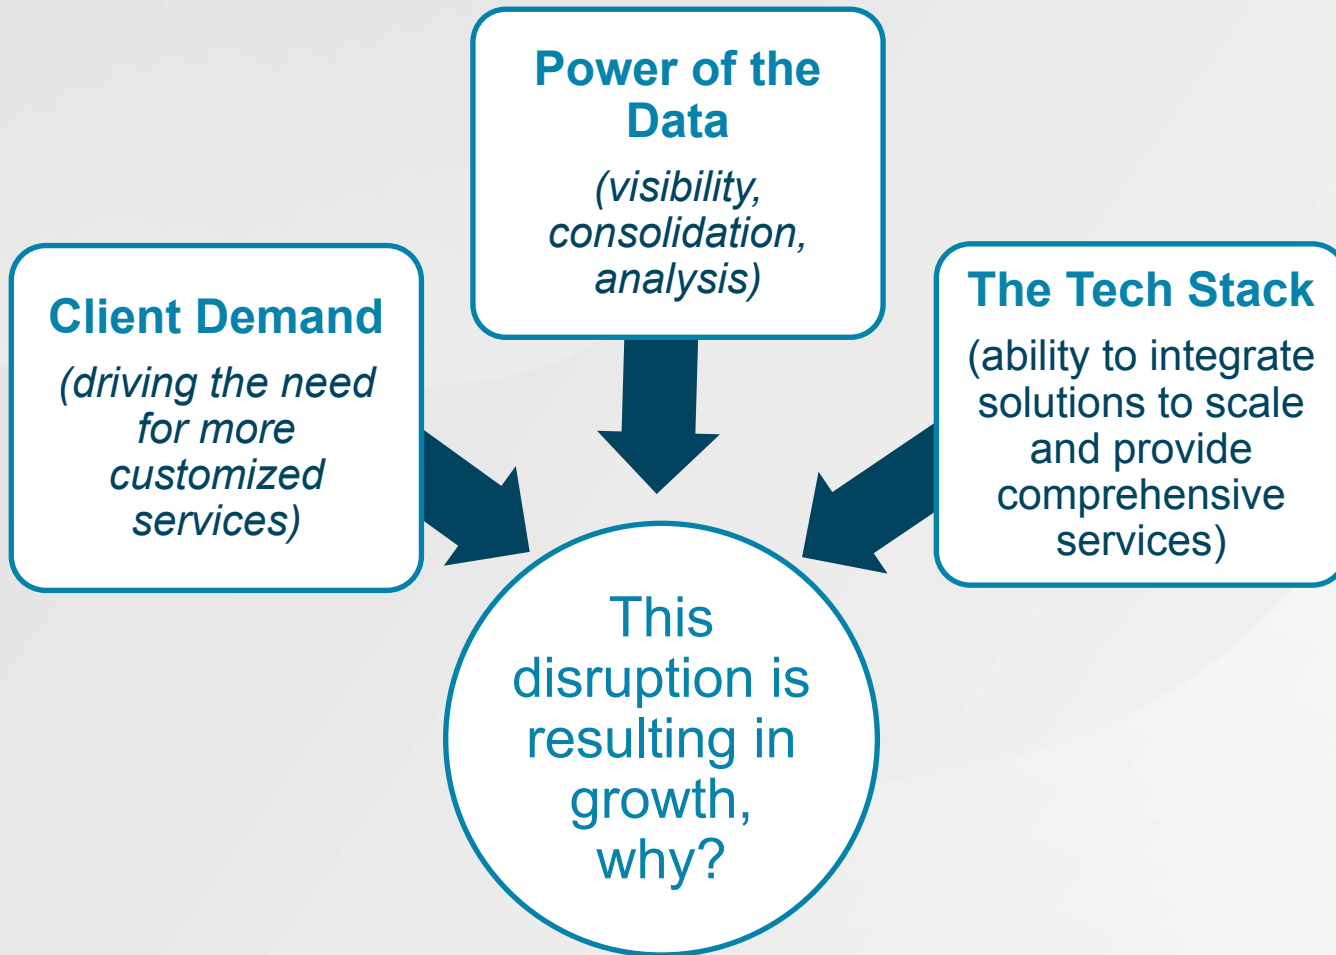 Power of the
Data
(visibility,
consolidation,
analysis)
Client Demand
(driving the need
for more
customized
services)
The Tech Stack
(ability to integrate
solutions to scale
and provide
comprehensive
services)
This
disruption is
resulting in
growth,
why?